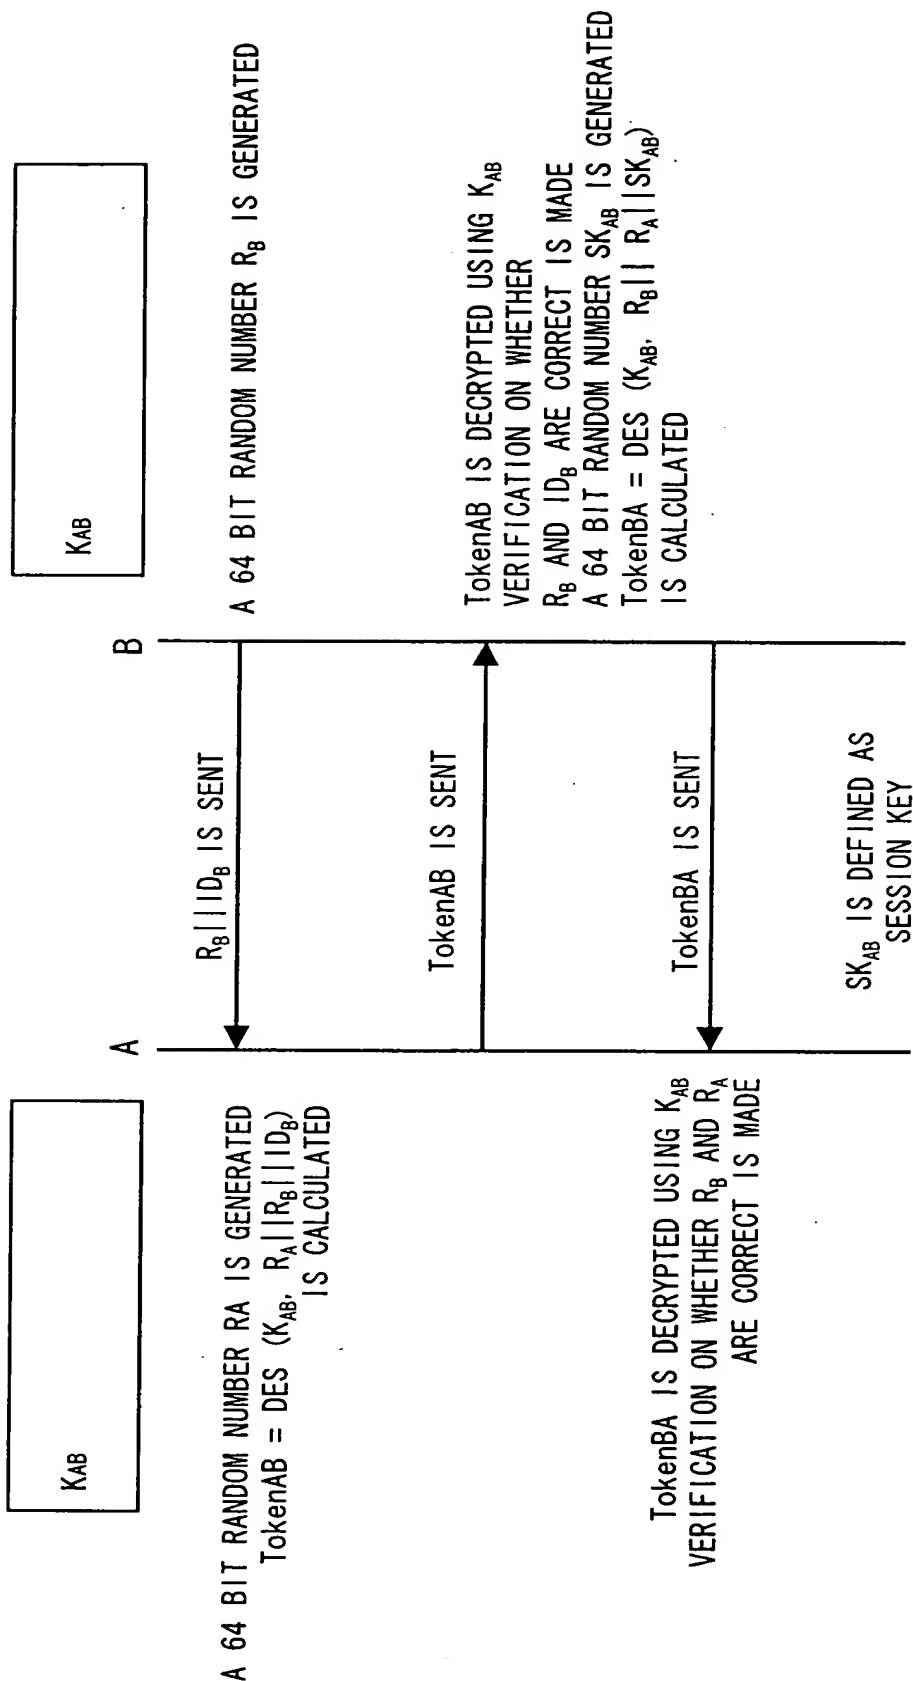 KAB
KAB
A
B
A 64 BIT RANDOM NUMBER RB IS GENERATED
RB||IDB IS SENT
A 64 BIT RANDOM NUMBER RA IS GENERATED
TokenAB = DES (KAB, RA||RB||IDB)
IS CALCULATED
TokenAB IS SENT
TokenAB IS DECRYPTED USING KAB
VERIFICATION ON WHETHER
RB AND IDB ARE CORRECT IS MADE
A 64 BIT RANDOM NUMBER SKAB IS GENERATED
TokenBA = DES (KAB, RB|| RA||SKAB)
IS CALCULATED
TokenBA IS SENT
TokenBA IS DECRYPTED USING KAB
VERIFICATION ON WHETHER RB AND RA
ARE CORRECT IS MADE
SKAB IS DEFINED AS
SESSION KEY